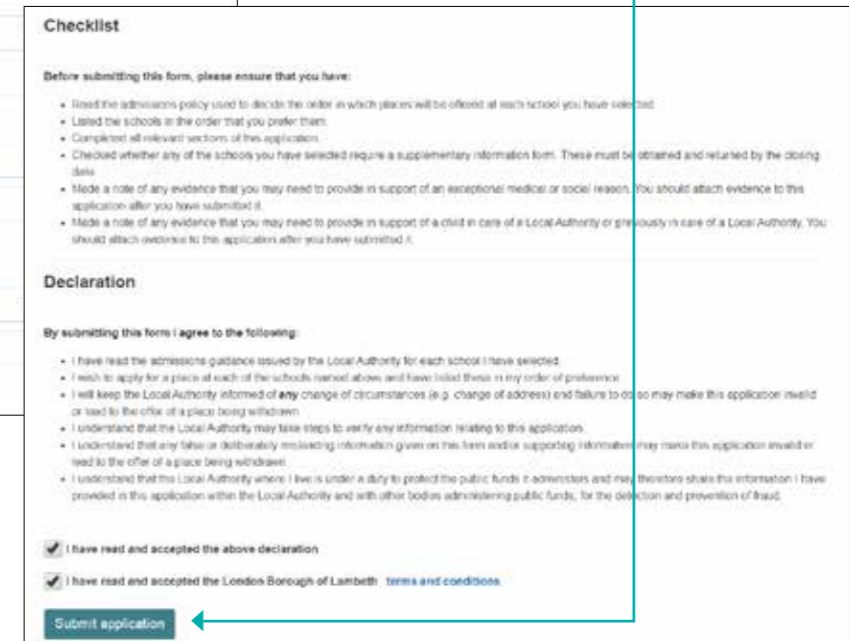 Checklist
Before submitting this form, please ensure that you have:
• Read the admissions policy used to decide the order in which places will be offered at each school you have selected
• Listed the schools in the order that you prefer them.
• Completed all relevant sections of this application.
• Checked whether any of the schools you have selected require a supplementary information form. These must be obtained and returned by the closing
date.
• Made a note of any evidence that you may need to provide in support of an exceptional medical or social reason. You should attach evidence to this
application after you have submitted it.
• Made a note of any evidence that you may need to provide in support of a child in care of a Local Authority or previously in care of a Local Authority. You
should attach evidence to this application after you have submitted it.
Declaration
By submitting this form I agree to the following:
• I have read the admissions guidance issued by the Local Authority for each school I have selected.
• I wish to apply for a place at each of the schools named above and have listed these in my order of preference
• I will keep the Local Authority informed of any change of circumstances (e.g. change of address) and failure to do so may make this application invalid
or lead to the offer of a place being withdrawn
• I understand that the Local Authority may take steps to verify any information relating to this application.
• I understand that any false or deliberately misleading information given on this form and/or supporting information may make this application invalid or
lead to the offer of a place being withdrawn
• I understand that the Local Authority where I live is under a duty to protect the public funds it administers and may therefore share the information I have
provided in this application within the Local Authority and with other bodies administering public funds, for the detection and prevention of fraud.
I have read and accepted the above declaration
I have read and accepted the London Borough of Lambeth terms and conditions
Submit application